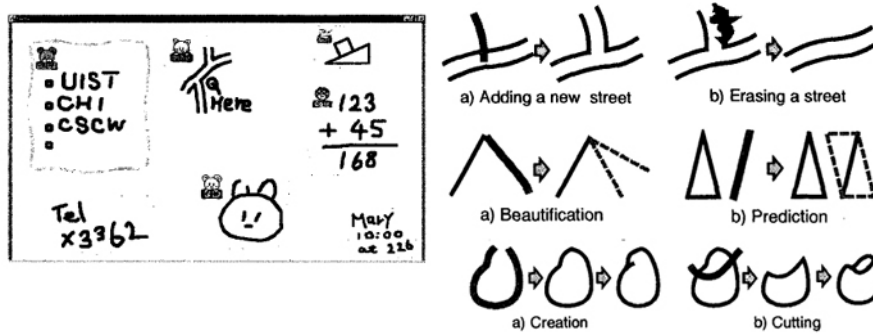 UIST
CHI
CSCW
Here
123
+ 45
168
Tel
x3362
Mary
10:00
at 226
a) Adding a new street
b) Erasing a street
a) Beautification
b) Prediction
a) Creation
b) Cutting